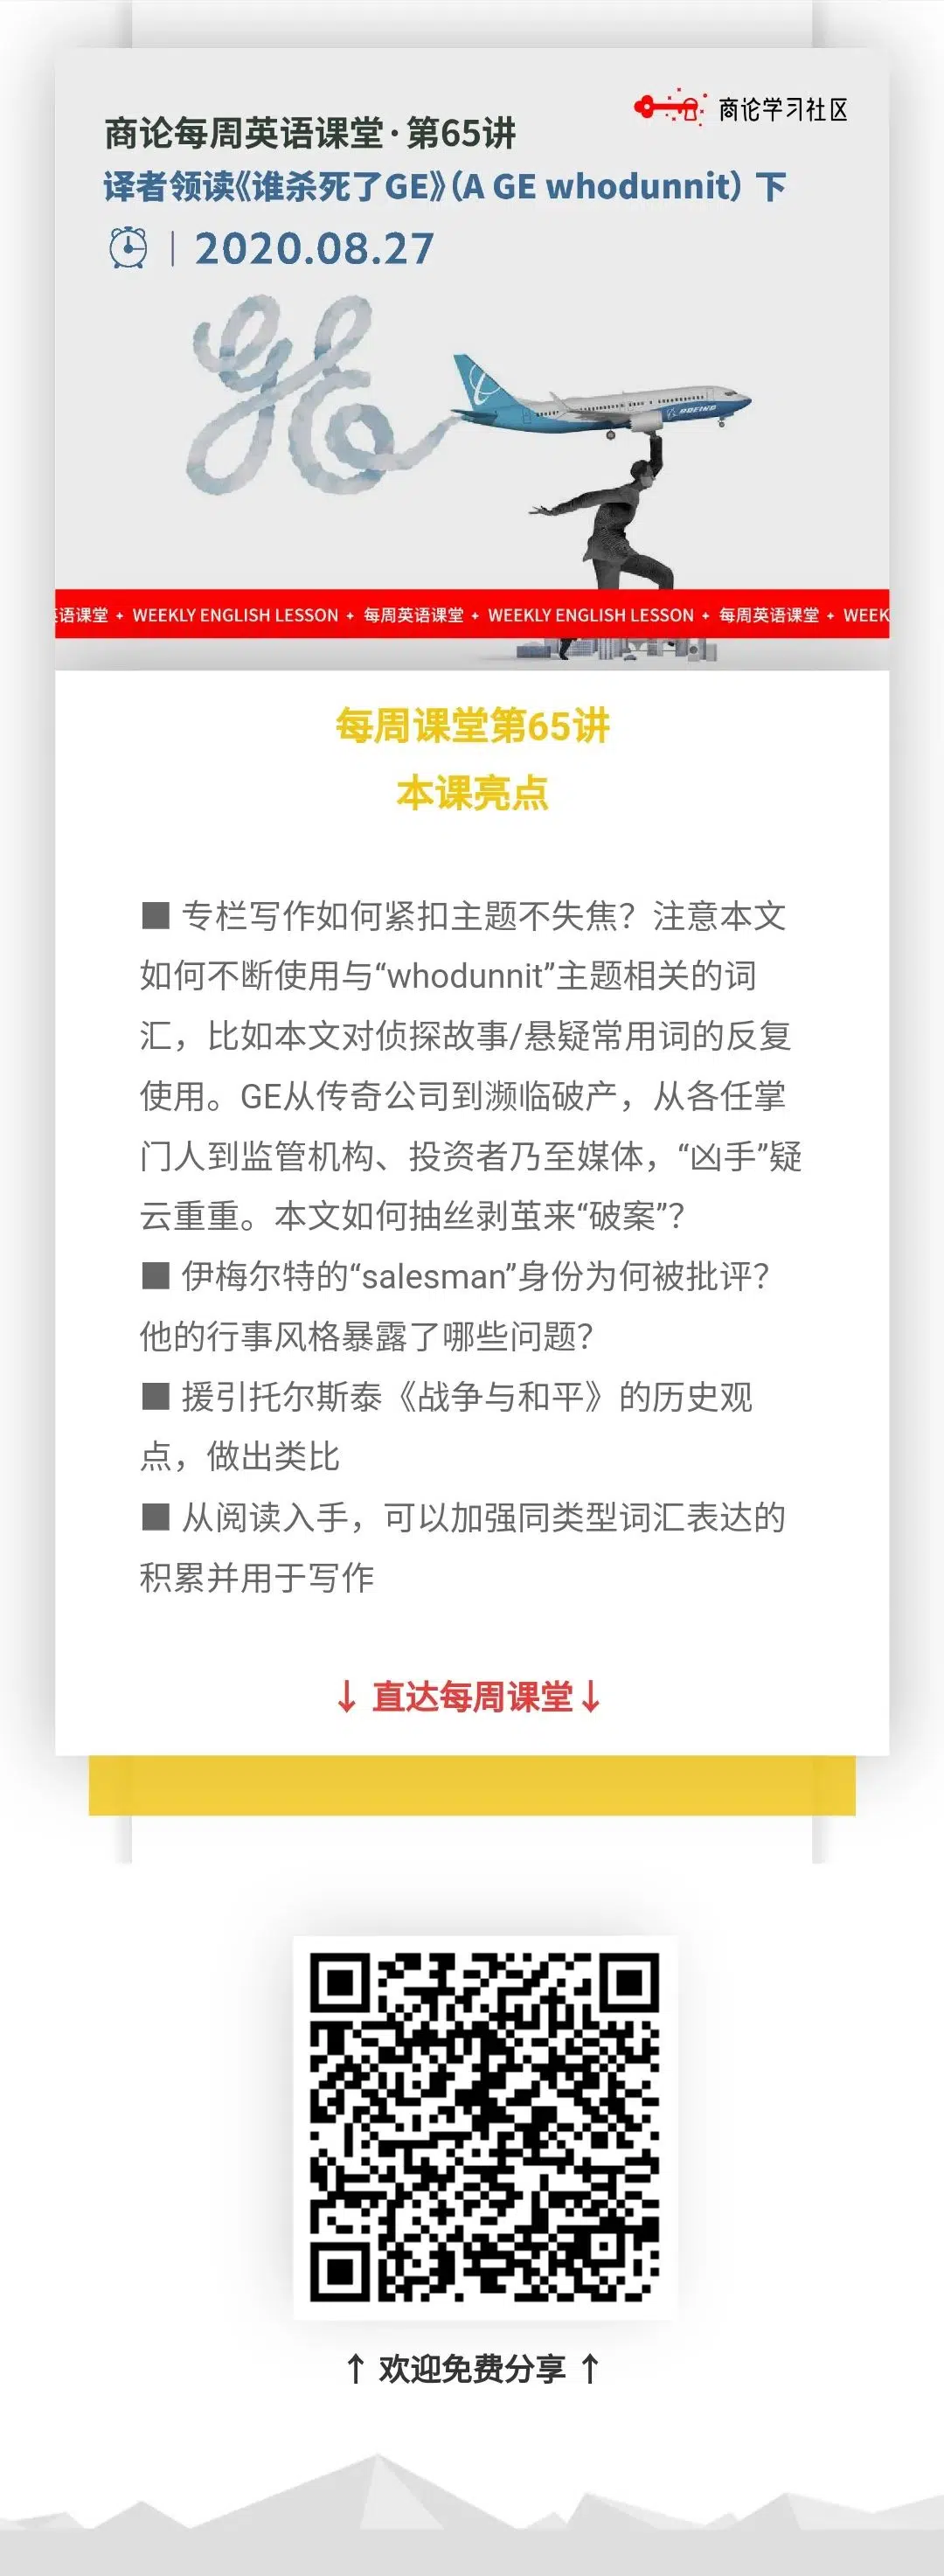 商论学习社区
商论每周英语课堂·第65讲
译者领读《谁杀死了GE》（A GE whodunnit）下
2020.08.27
BOEING
语课堂 + WEEKLY ENGLISH LESSON + 每周英语课堂 + WEEKLY ENGLISH LESSON + 每周英语课堂 + WEEK
每周课堂第65讲
本课亮点
■ 专栏写作如何紧扣主题不失焦？注意本文
如何不断使用与“whodunnit”主题相关的词
汇，比如本文对侦探故事/悬疑常用词的反复
使用。GE从传奇公司到濒临破产，从各任掌
门人到监管机构、投资者乃至媒体，“凶手”疑
云重重。本文如何抽丝剥茧来“破案”？
■ 伊梅尔特的“salesman”身份为何被批评？
他的行事风格暴露了哪些问题？
■ 援引托尔斯泰《战争与和平》的历史观
点，做出类比
■ 从阅读入手，可以加强同类型词汇表达的
积累并用于写作
↓ 直达每周课堂↓
↑ 欢迎免费分享 ↑